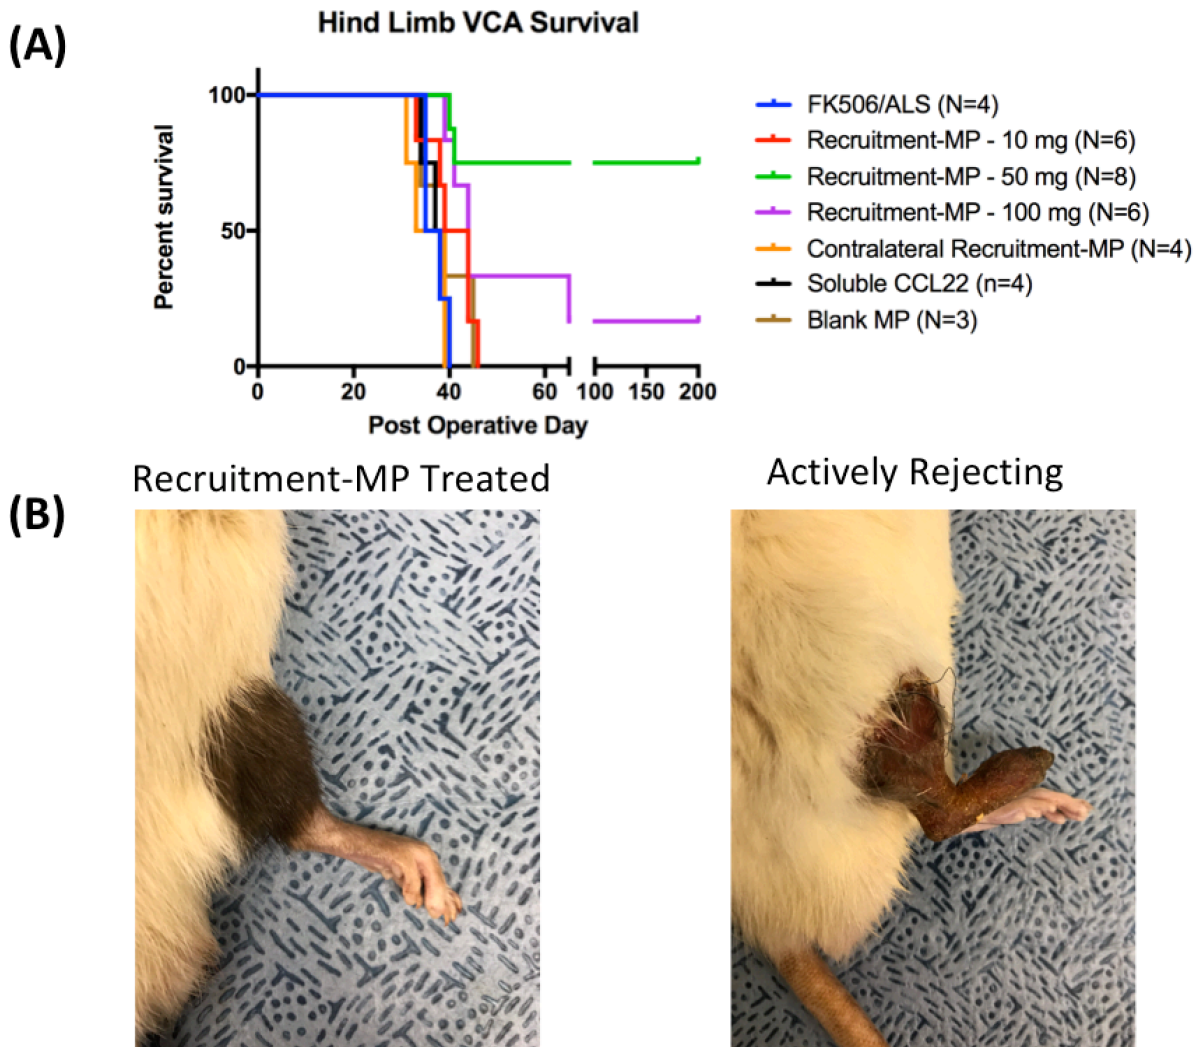 (A)
Hind Limb VCA Survival
Percent survival
100
50
0
0 20 40 60 100 150 200
Post Operative Day
FK506/ALS (N=4)
Recruitment-MP - 10 mg (N=6)
Recruitment-MP - 50 mg (N=8)
Recruitment-MP - 100 mg (N=6)
Contralateral Recruitment-MP (N=4)
Soluble CCL22 (n=4)
Blank MP (N=3)
(B)
Recruitment-MP Treated
Actively Rejecting